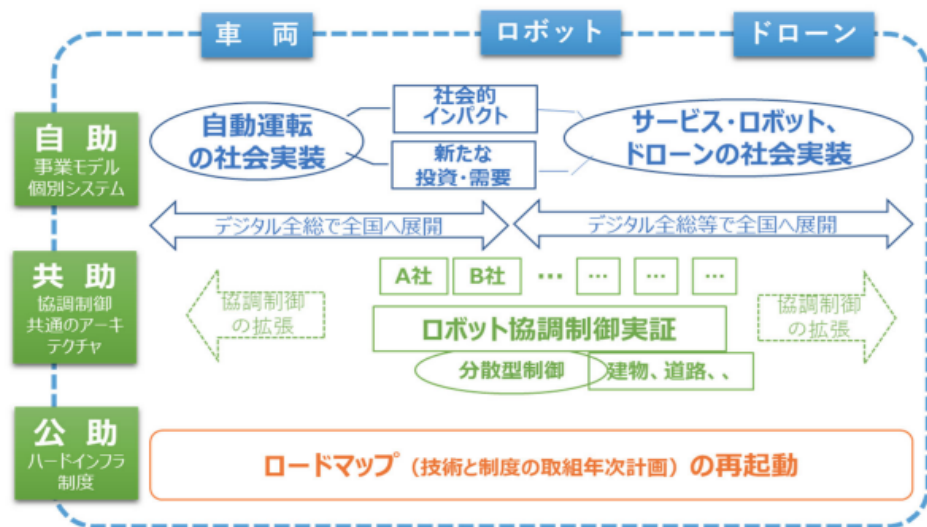 車 両
ロボット
ドローン
自 助
事業モデル
個別システム
自動運転
の社会実装
社会的
インパクト
新たな
投資・需要
サービス・ロボット、
ドローンの社会実装
デジタル全総で全国へ展開
デジタル全総等で全国へ展開
共 助
協調制御
共通のアーキ
テクチャ
協調制御
の拡張
A社
B社
…
…
…
…
ロボット協調制御実証
分散型制御
建物、道路、、
協調制御
の拡張
公 助
ハードインフラ
制度
ロードマップ（技術と制度の取組年次計画）の再起動